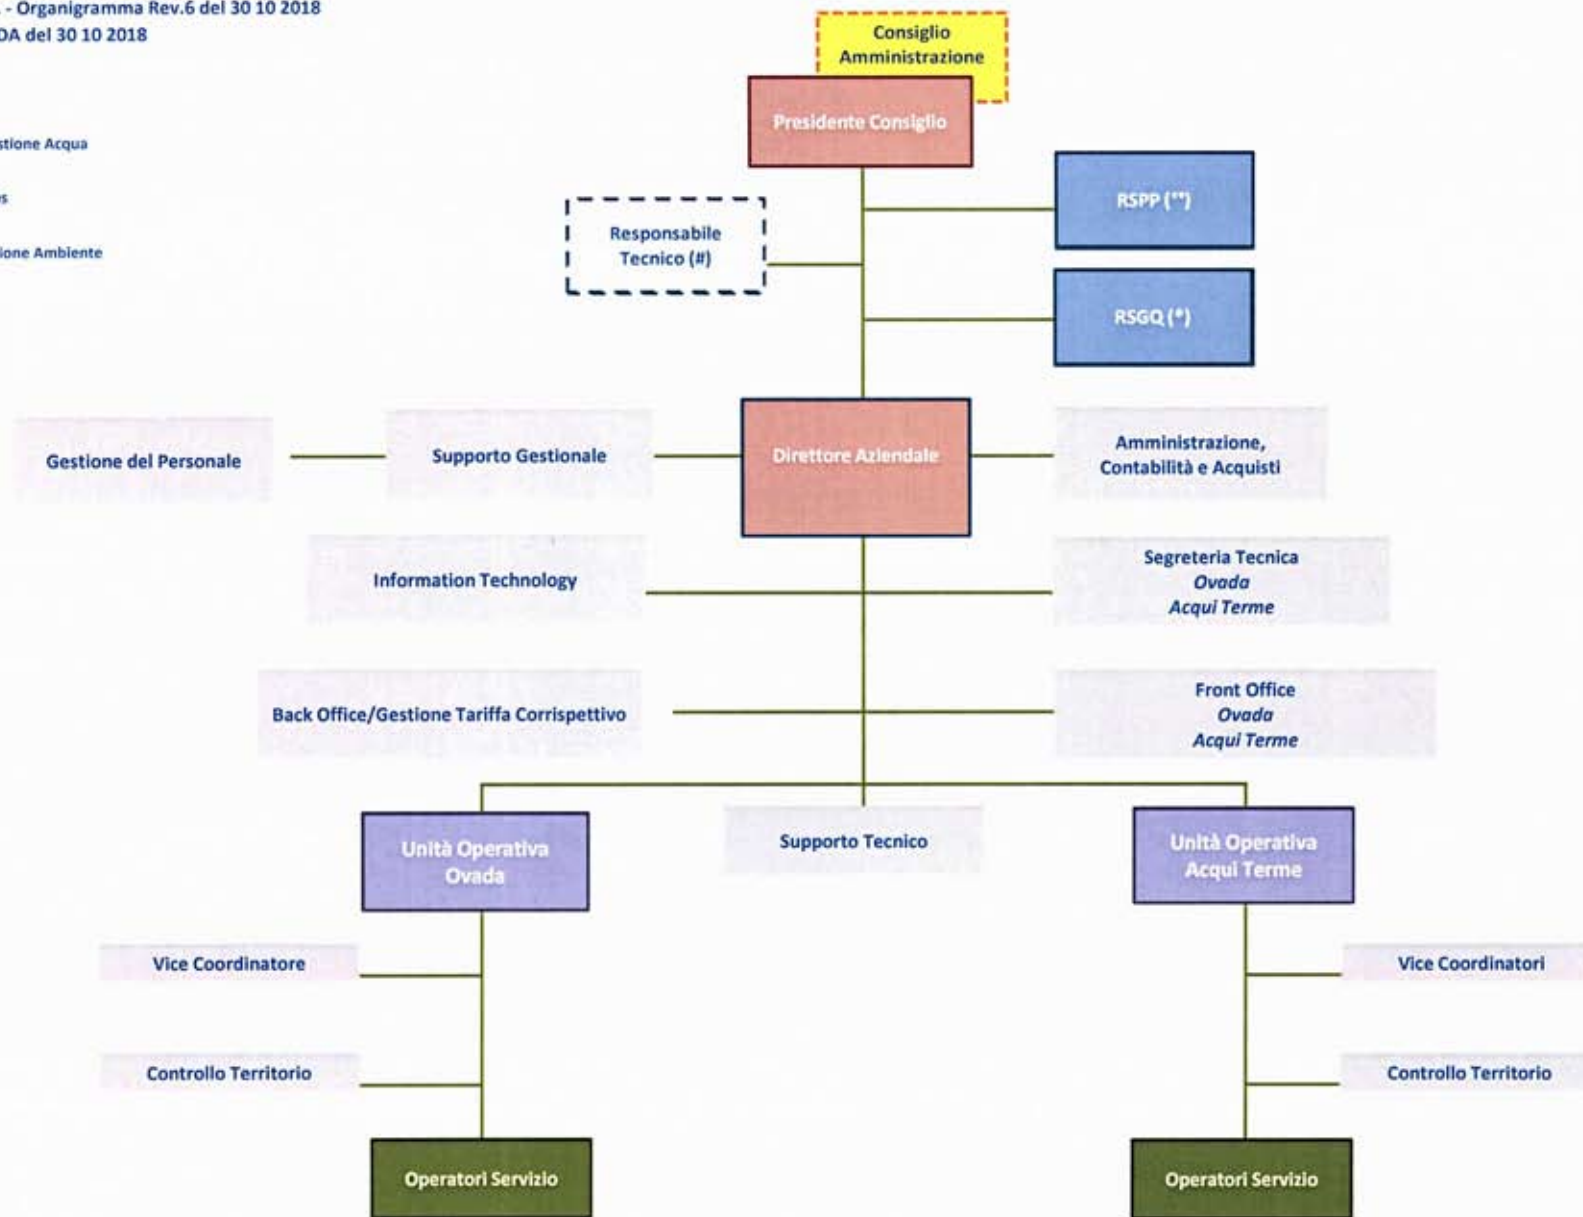 - Organigramma Rev.6 del 30 10 2018
DA del 30 10 2018
stione Acqua
s
ione Ambiente
Consiglio
Amministrazione
Presidente Consiglio
RSPP (**)
Responsabile
Tecnico (#)
RSGQ (*)
Gestione del Personale
Supporto Gestionale
Direttore Aziendale
Amministrazione,
Contabilità e Acquisti
Information Technology
Segreteria Tecnica
Ovada
Acqui Terme
Back Office/Gestione Tariffa Corrispettivo
Front Office
Ovada
Acqui Terme
Unità Operativa
Ovada
Supporto Tecnico
Unità Operativa
Acqui Terme
Vice Coordinatore
Vice Coordinatori
Controllo Territorio
Controllo Territorio
Operatori Servizio
Operatori Servizio